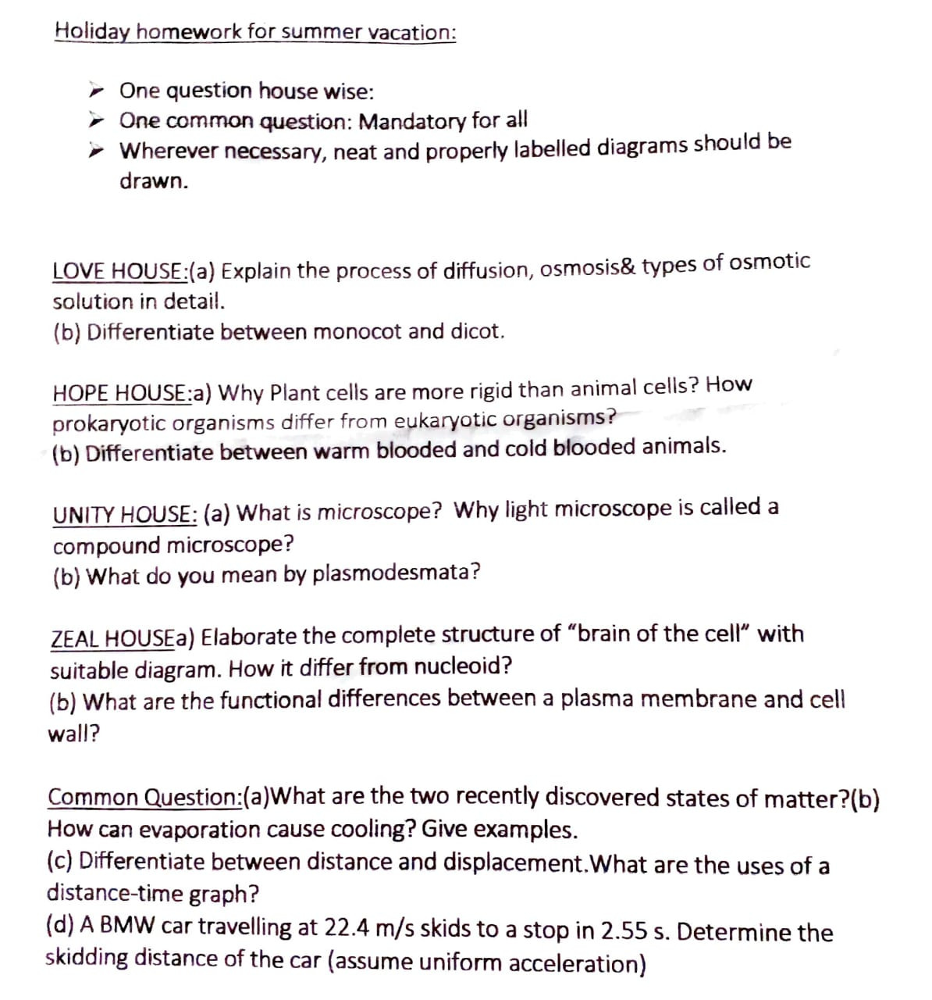 Holiday homework for summer vacation:
➢ One question house wise:
➢ One common question: Mandatory for all
➢ Wherever necessary, neat and properly labelled diagrams should be
drawn.
LOVE HOUSE:(a) Explain the process of diffusion, osmosis& types of osmotic
solution in detail.
(b) Differentiate between monocot and dicot.
HOPE HOUSE:a) Why Plant cells are more rigid than animal cells? How
prokaryotic organisms differ from eukaryotic organisms?
(b) Differentiate between warm blooded and cold blooded animals.
UNITY HOUSE: (a) What is microscope? Why light microscope is called a
compound microscope?
(b) What do you mean by plasmodesmata?
ZEAL HOUSEa) Elaborate the complete structure of “brain of the cell” with
suitable diagram. How it differ from nucleoid?
(b) What are the functional differences between a plasma membrane and cell
wall?
Common Question:(a)What are the two recently discovered states of matter?(b)
How can evaporation cause cooling? Give examples.
(c) Differentiate between distance and displacement.What are the uses of a
distance-time graph?
(d) A BMW car travelling at 22.4 m/s skids to a stop in 2.55 s. Determine the
skidding distance of the car (assume uniform acceleration)